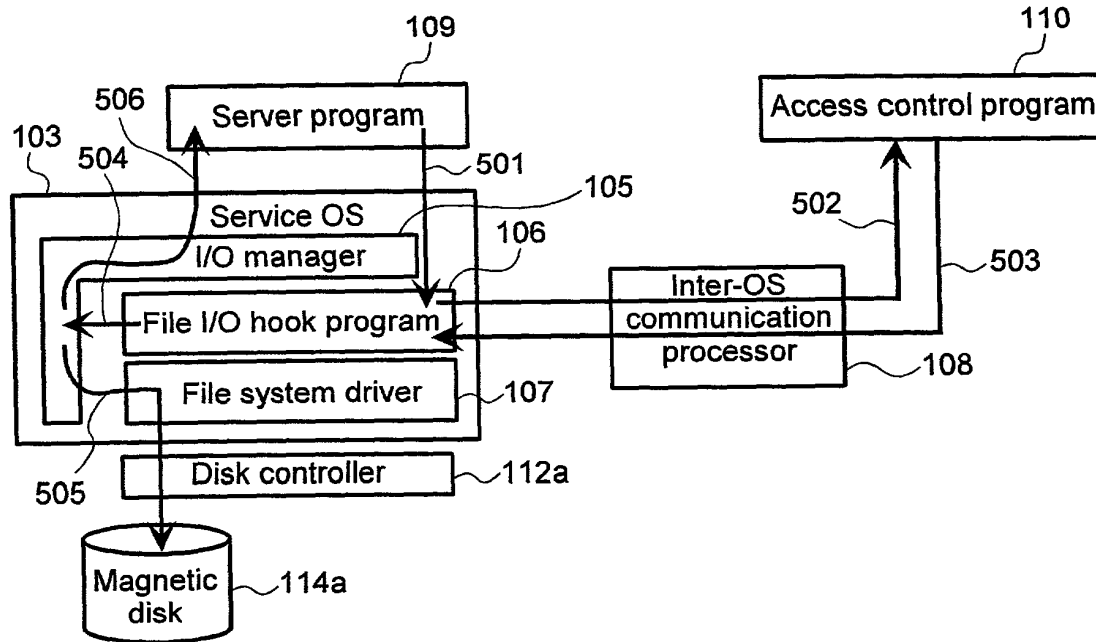 109
110
506
Server program
Access control program
103
504
501
105
502
Service OS
106
I/O manager
503
Inter-OS
File I/O hook program
communication
processor
File system driver
107
108
Disk controller
112a
505
Magnetic
disk
114a